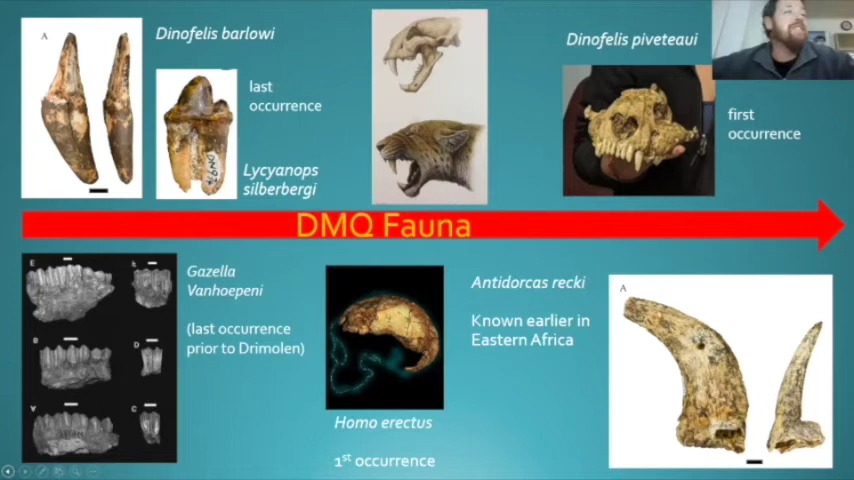 A
Dinofelis barlowi
last
occurrence
Lycyanops
silberbergi
Dinofelis piveteaui
first
occurrence
DMQ Fauna
E
F
B
D
A
C
Gazella
Vanhoepeni
(last occurrence
prior to Drimolen)
Homo erectus
1st occurrence
Antidorcas recki
Known earlier in
Eastern Africa
A